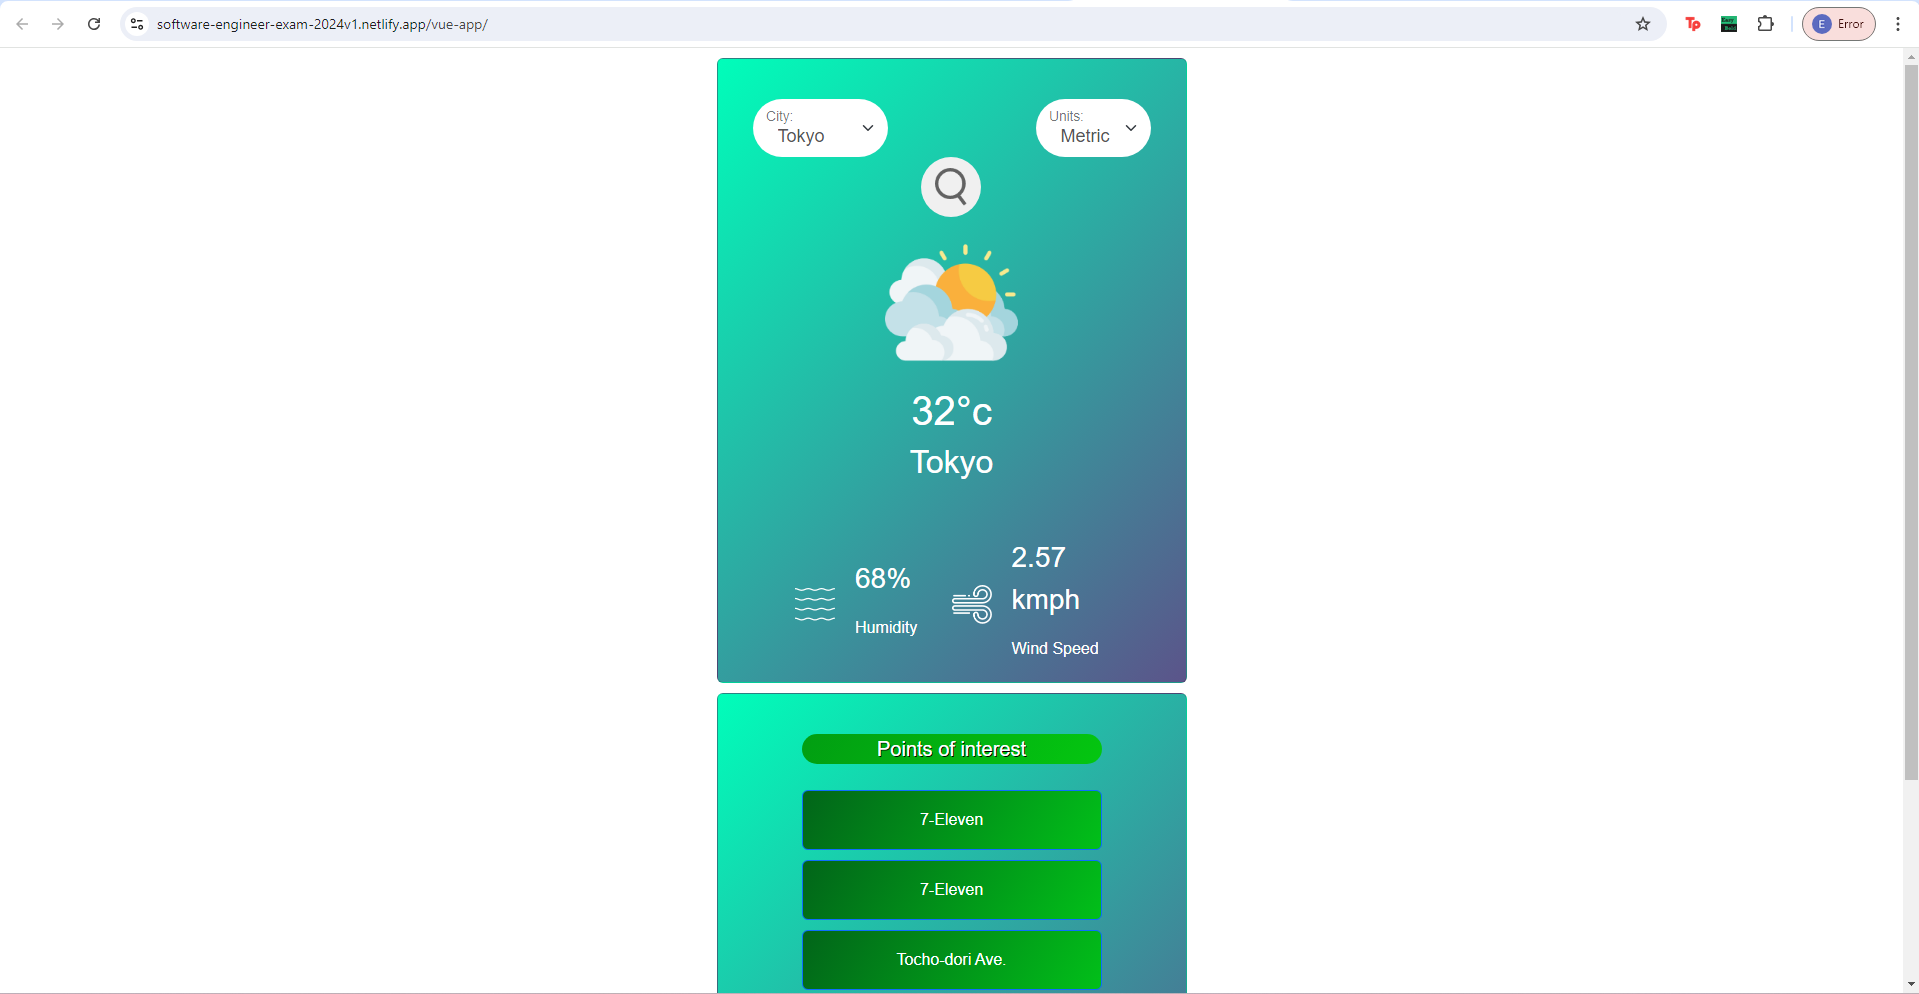 software-engineer-exam-2024v1.netlify.app/vue-app/
Tp
E Error
City:
Tokyo
Units:
Metric
32°c
Tokyo
68%
Humidity
2.57
kmph
Wind Speed
Points of interest
7-Eleven
7-Eleven
Tocho-dori Ave.